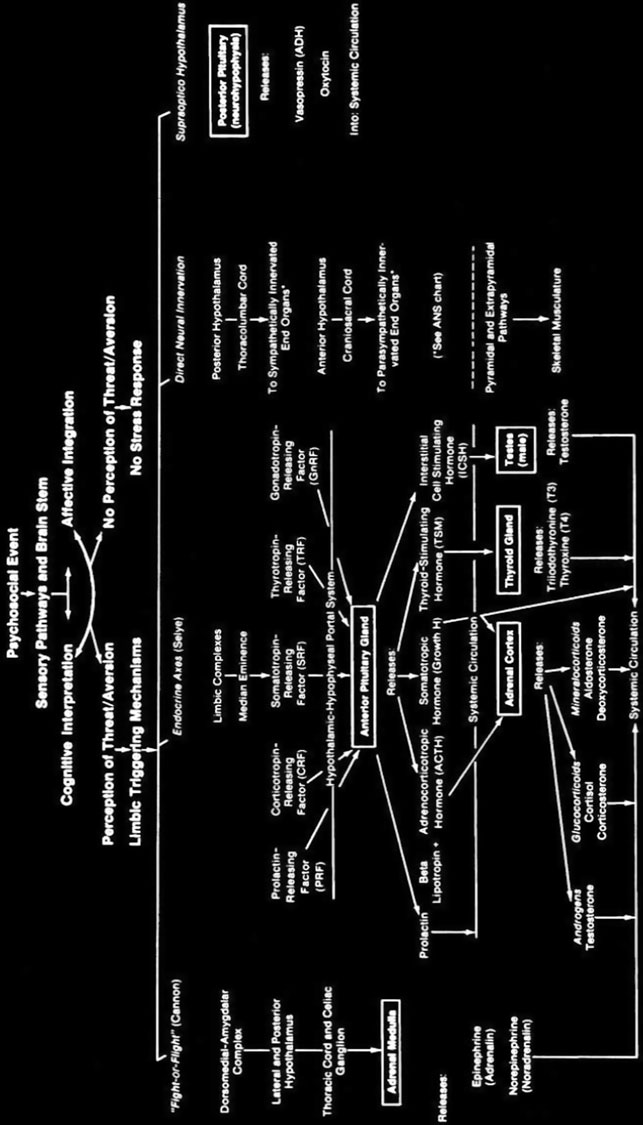 Psychosocial Event
Sensory Pathways and Brain Stem
Cognitive Interpretation
Affective Integration
Perception of Threat/Aversion
No Perception of Threat/Aversion
Limbic Triggering Mechanisms
No Stress Response
"Fight-or-Flight" (Cannon)
Dorsomedial-Amygdalar
Complex
Lateral and Posterior
Hypothalamus
Thoracic Cord and Celiac
Ganglion
Adrenal Medulla
Releases:
Epinephrine
(Adrenalin)
Norepinephrine
(Noradrenalin)
Endocrine Axes (Selye)
Limbic Complexes
Median Eminence
Prolactin-
Releasing
Factor
(PRF)
Corticotropin-
Releasing
Factor (CRF)
Somatotropin-
Releasing
Factor (SRF)
Thyrotropin-
Releasing
Factor (TRF)
Gonadotropin-
Releasing
Factor
(GnRF)
Hypothalamic-Hypophyseal Portal System
Anterior Pituitary Gland
Releases:
Prolactin
Beta
Lipotropin +
Adrenocorticotropic
Hormone (ACTH)
Somatotropic
Hormone (Growth H)
Thyroid-Stimulating
Hormone (TSM)
Interstitial
Cell Stimulating
Hormone
(ICSH)
Systemic Circulation
Adrenal Cortex
Thyroid Gland
Testes
(male)
Releases:
Releases:
Triiodothyronine (T3)
Thyroxine (T4)
Releases:
Testosterone
Androgens
Testosterone
Glucocorticoids
Cortisol
Corticosterone
Mineralocorticoids
Aldosterone
Deoxycorticosterone
Systemic Circulation
Direct Neural Innervation
Posterior Hypothalamus
Thoracolumbar Cord
To Sympathetically Innervated
End Organs*
Anterior Hypothalamus
Craniosacral Cord
To Parasympathetically Inner-
vated End Organs*
(*See ANS chart)
Pyramidal and Extrapyramidal
Pathways
Skeletal Musculature
Supraoptico Hypothalamus
Posterior Pituitary
(neurohypophysis)
Releases:
Vasopressin (ADH)
Oxytocin
Into: Systemic Circulation